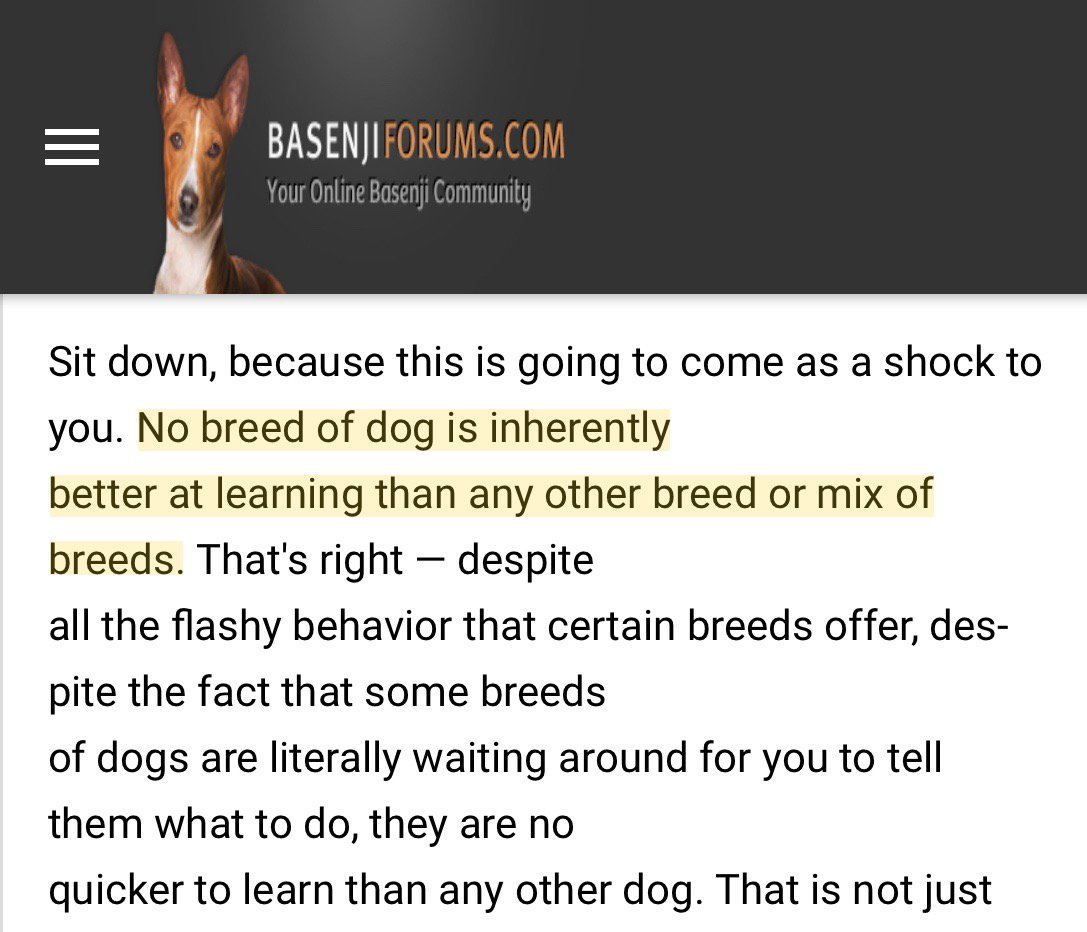 BASENJIFORUMS.COM
Your Online Basenji Community
Sit down, because this is going to come as a shock to
you. No breed of dog is inherently
better at learning than any other breed or mix of
breeds. That's right — despite
all the flashy behavior that certain breeds offer, des-
pite the fact that some breeds
of dogs are literally waiting around for you to tell
them what to do, they are no
quicker to learn than any other dog. That is not just